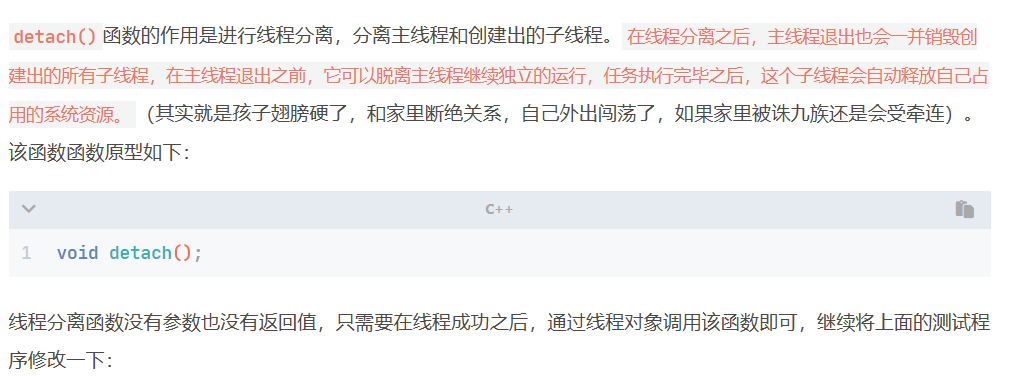 detach()函数的作用是进行线程分离，分离主线程和创建出的子线程。在线程分离之后，主线程退出也会一并销毁创
建出的所有子线程，在主线程退出之前，它可以脱离主线程继续独立的运行，任务执行完毕之后，这个子线程会自动释放自己占
用的系统资源。（其实就是孩子翅膀硬了，和家里断绝关系，自己外出闯荡了，如果家里被诛九族还是会受牵连）。
该函数函数原型如下：
C++
1 void detach();
线程分离函数没有参数也没有返回值，只需要在线程成功之后，通过线程对象调用该函数即可，继续将上面的测试程
序修改一下：